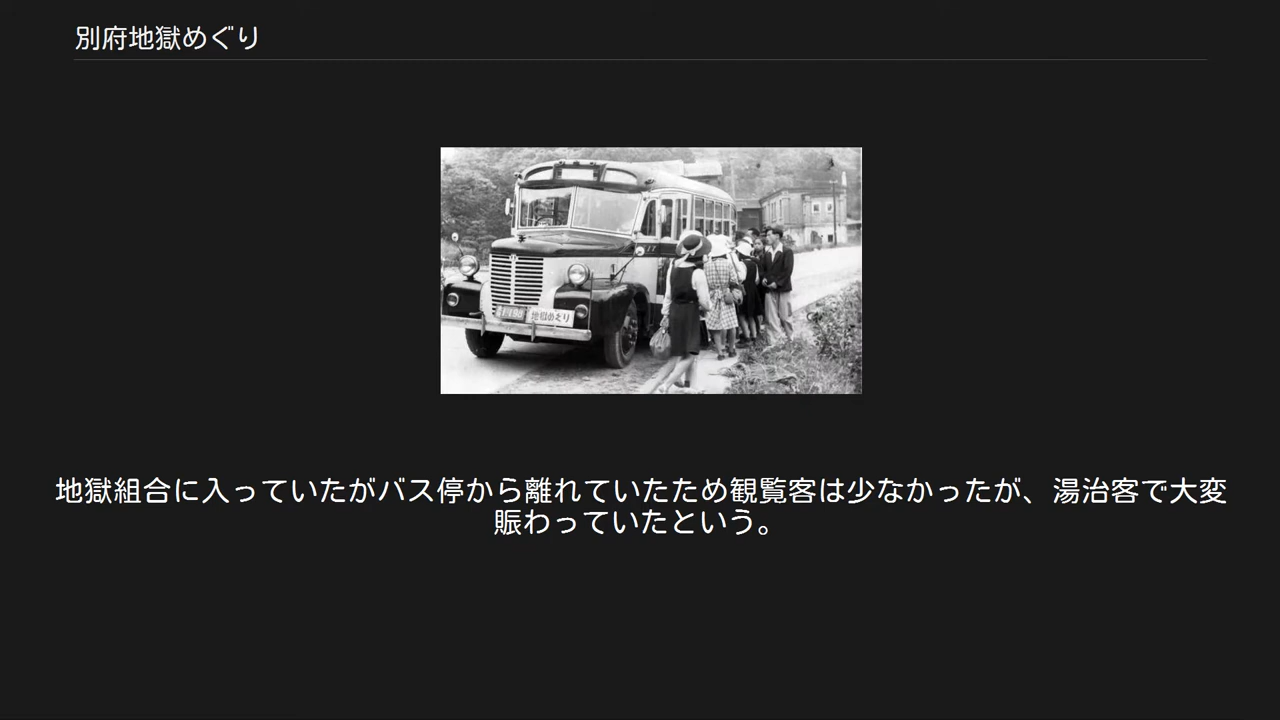 別府地獄めぐり
17
地獄めぐり
地獄組合に入っていたがバス停から離れていたため観覧客は少なかったが、湯治客で大変
賑わっていたという。